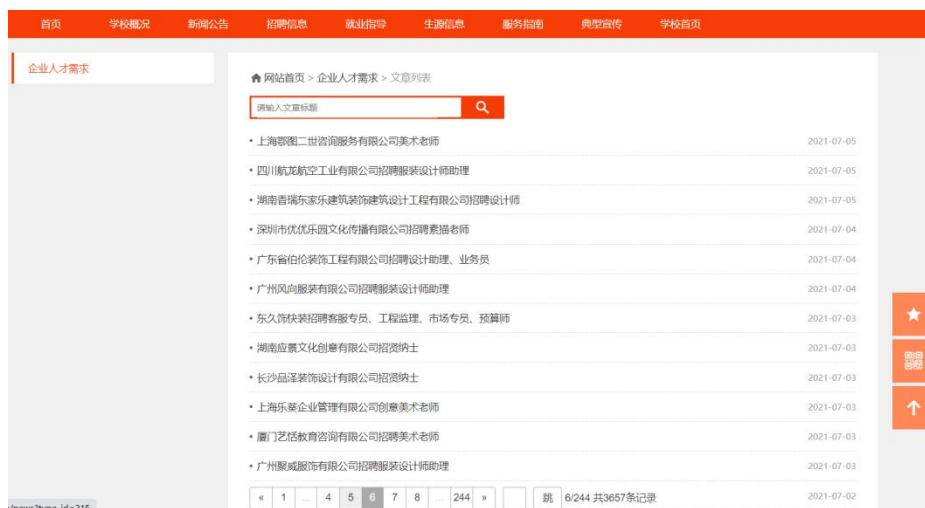 首页 学校概况 新闻公告 招聘信息 就业指导 生源信息 服务指南 典型宣传 学校首页
企业人才需求
网站首页 > 企业人才需求 > 文章列表
请输入文章标题
• 上海鄂图二世咨询服务有限公司美术老师 2021-07-05
• 四川航龙航空工业有限公司招聘服装设计师助理 2021-07-05
• 湖南香瑞东家乐建筑装饰建筑设计工程有限公司招聘设计师 2021-07-05
• 深圳市优优乐园文化传播有限公司招聘素描老师 2021-07-04
• 广东省伯伦装饰工程有限公司招聘设计助理、业务员 2021-07-04
• 广州风向服装有限公司招聘服装设计师助理 2021-07-04
• 东久饰快装招聘客服专员、工程监理、市场专员、预算师 2021-07-03
• 湖南应景文化创意有限公司招贤纳士 2021-07-03
• 长沙品泽装饰设计有限公司招贤纳士 2021-07-03
• 上海乐葵企业管理有限公司创意美术老师 2021-07-03
• 厦门艺恬教育咨询有限公司招聘美术老师 2021-07-03
• 广州聚威服饰有限公司招聘服装设计师助理 2021-07-03
« 1 ... 4 5 6 7 8 ... 244 » 跳 6/244 共3657条记录 2021-07-02